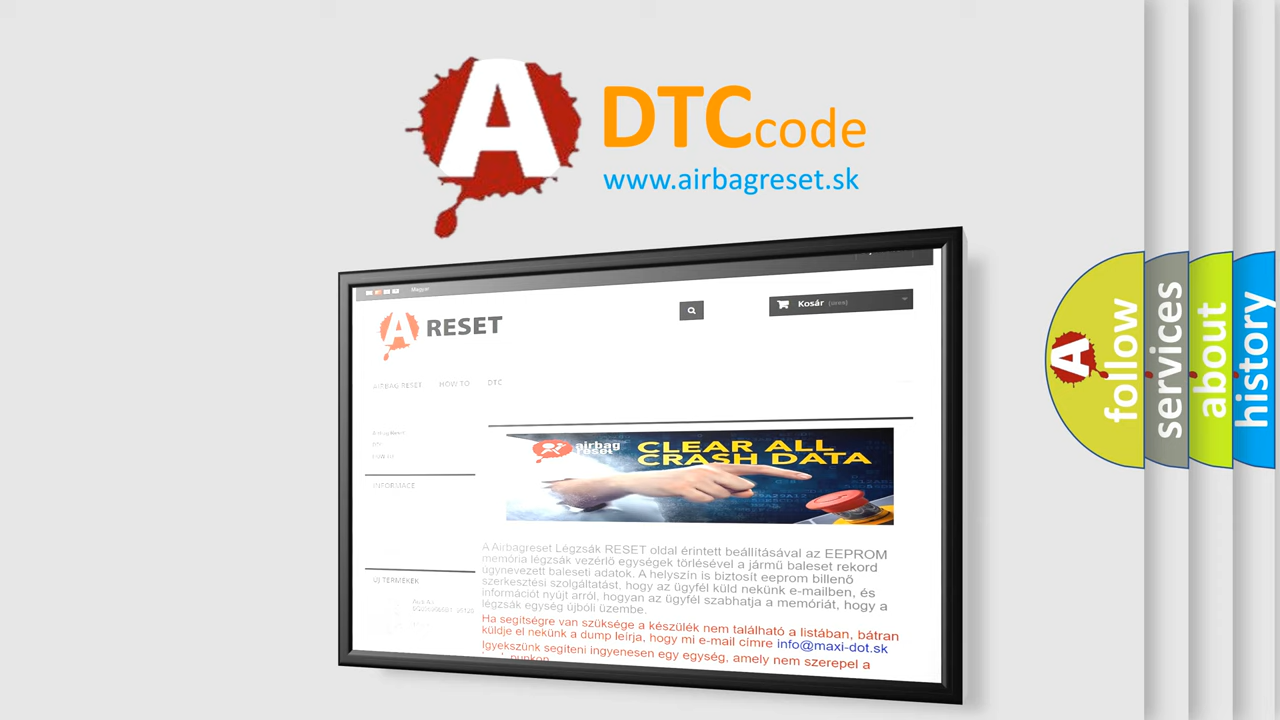 A DTCcode
www.airbagreset.sk
Magyar
A RESET
Kosár (üres)
AIRBAG RESET HOW TO DTC
INFORMACE
airbag
reset
CLEAR ALL
CRASH DATA
A Airbagreset Légzsák RESET oldal érintett beállításával az EEPROM
memória légzsák vezérlő egységek törlésével a jármű baleset rekord
úgynevezett baleseti adatok. A helyszín is biztosít eeprom billenő
szerkesztési szolgáltatást, hogy az ügyfél küld nekünk e-mailben, és
információt nyújt arról, hogyan az ügyfél szabhatja a memóriát, hogy a
légzsák egység újbóli üzembe.
Ha segítségre van szüksége a készülék nem található a listában, bátran
küldje el nekünk a dump leírja, hogy mi e-mail címre info@maxi-dot.sk
Igyekszünk segíteni ingyenesen egy egység, amely nem szerepel a
ÚJ TERMÉKEK
A follow
services
about
history